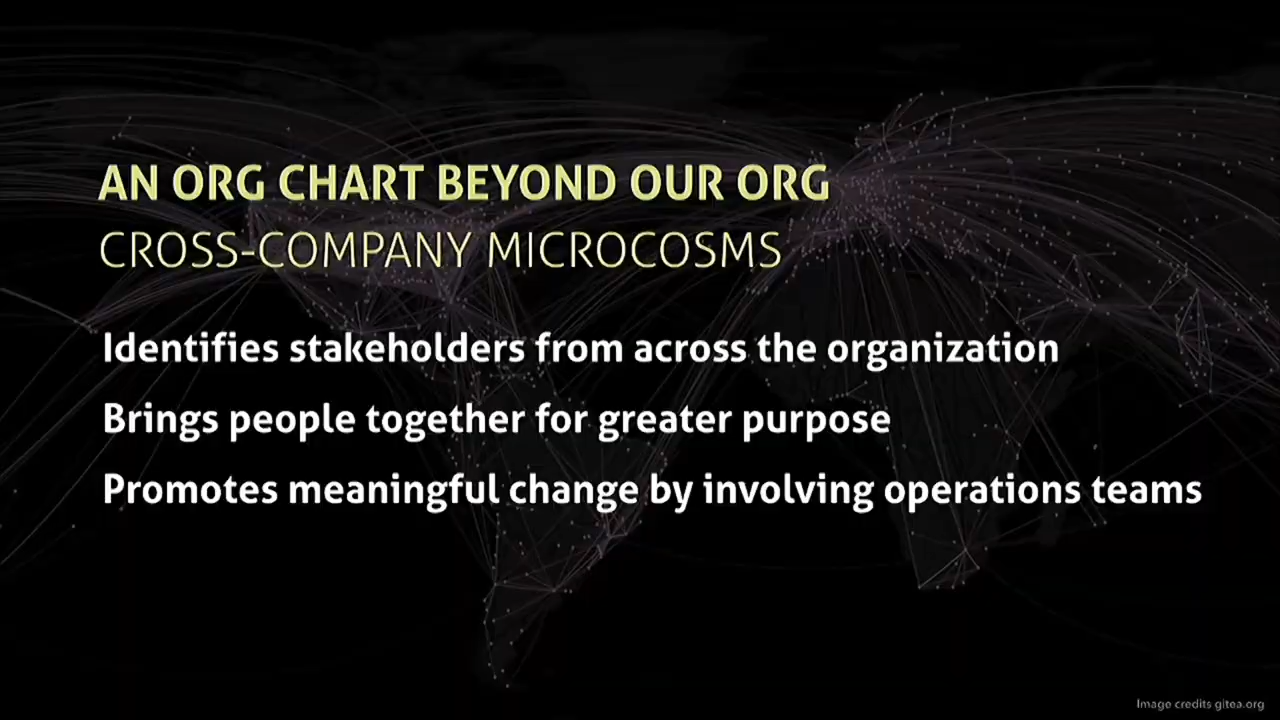 AN ORG CHART BEYOND OUR ORG
CROSS-COMPANY MICROCOSMS
Identifies stakeholders from across the organization
Brings people together for greater purpose
Promotes meaningful change by involving operations teams
Image credits gitea.org